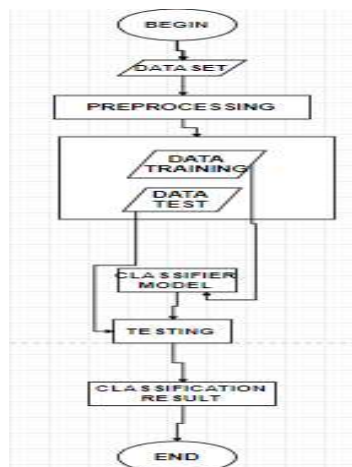 BEGIN
DATA SET
PREPROCESSING
DATA
TRAINING
DATA
TEST
CLASSIFIER
MODEL
TESTING
CLASSIFICATION
RESULT
END